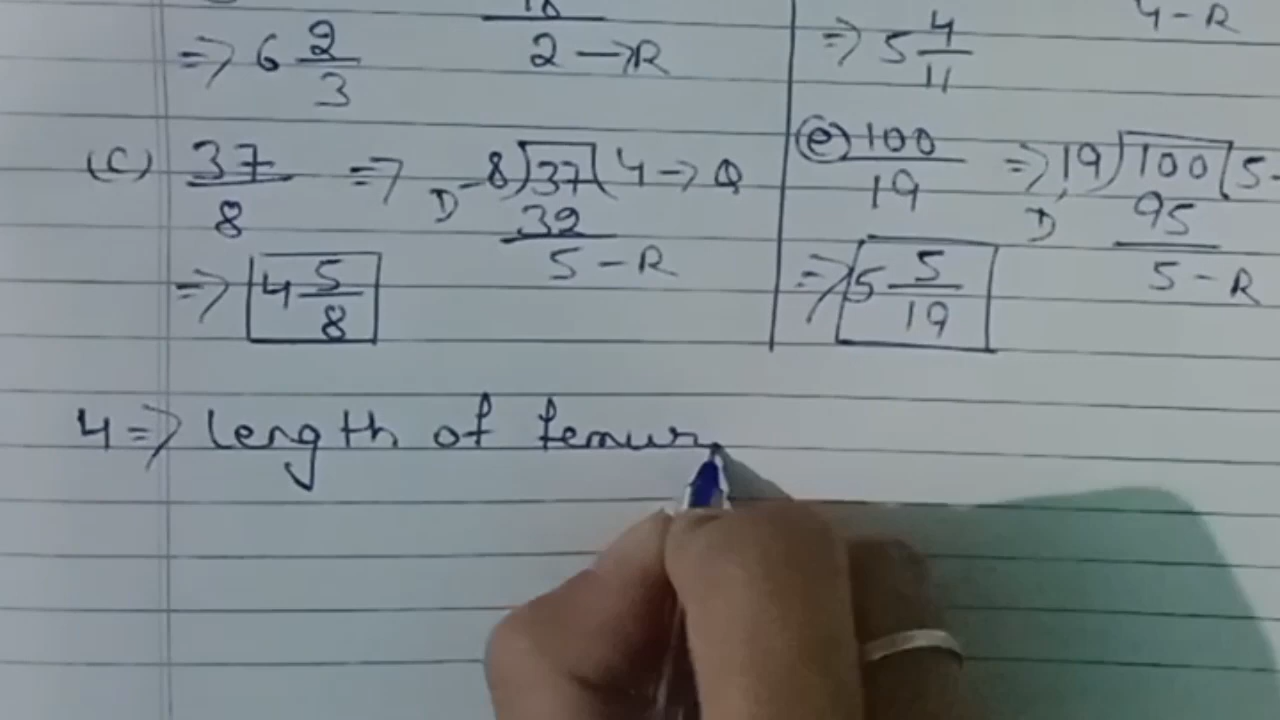 ⇒ 6 2/3
2 → R
(C) 37/8 ⇒ 8)37(4 → Q
D
32
5 – R
⇒ 4 5/8
4 – R
⇒ 5 4/11
(e) 100/19 ⇒ 19)100(5
D
95
5 – R
⇒ 5 5/19
4 ⇒ length of femur